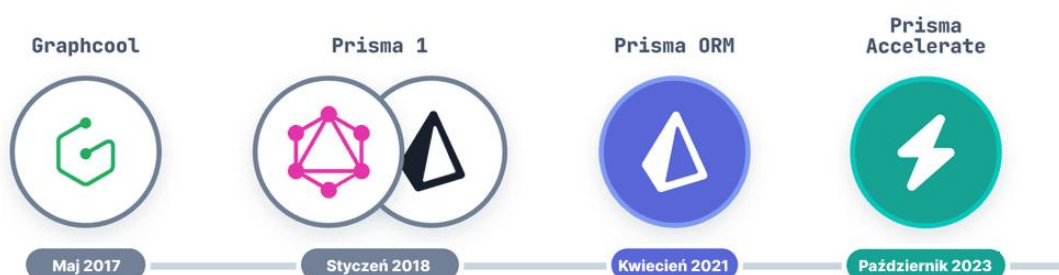 Graphcool
Prisma 1
Prisma ORM
Prisma
Accelerate
Maj 2017
Styczeń 2018
Kwiecień 2021
Październik 2023